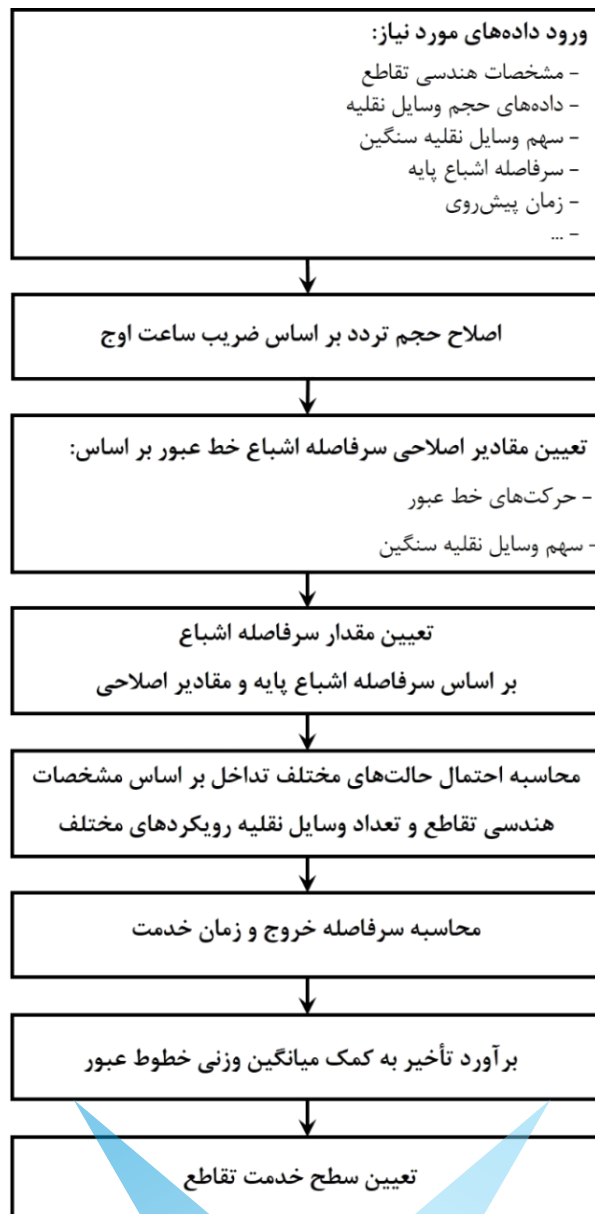 ورود داده‌های مورد نیاز:
- مشخصات هندسی تقاطع
- داده‌های حجم وسایل نقلیه
- سهم وسایل نقلیه سنگین
- سرفاصله اشباع پایه
- زمان پیش‌روی
- ...
اصلاح حجم تردد بر اساس ضریب ساعت اوج
تعیین مقادیر اصلاحی سرفاصله اشباع خط عبور بر اساس:
- حرکت‌های خط عبور
- سهم وسایل نقلیه سنگین
تعیین مقدار سرفاصله اشباع
بر اساس سرفاصله اشباع پایه و مقادیر اصلاحی
محاسبه احتمال حالت‌های مختلف تداخل بر اساس مشخصات
هندسی تقاطع و تعداد وسایل نقلیه رویکردهای مختلف
محاسبه سرفاصله خروج و زمان خدمت
برآورد تأخیر به کمک میانگین وزنی خطوط عبور
تعیین سطح خدمت تقاطع